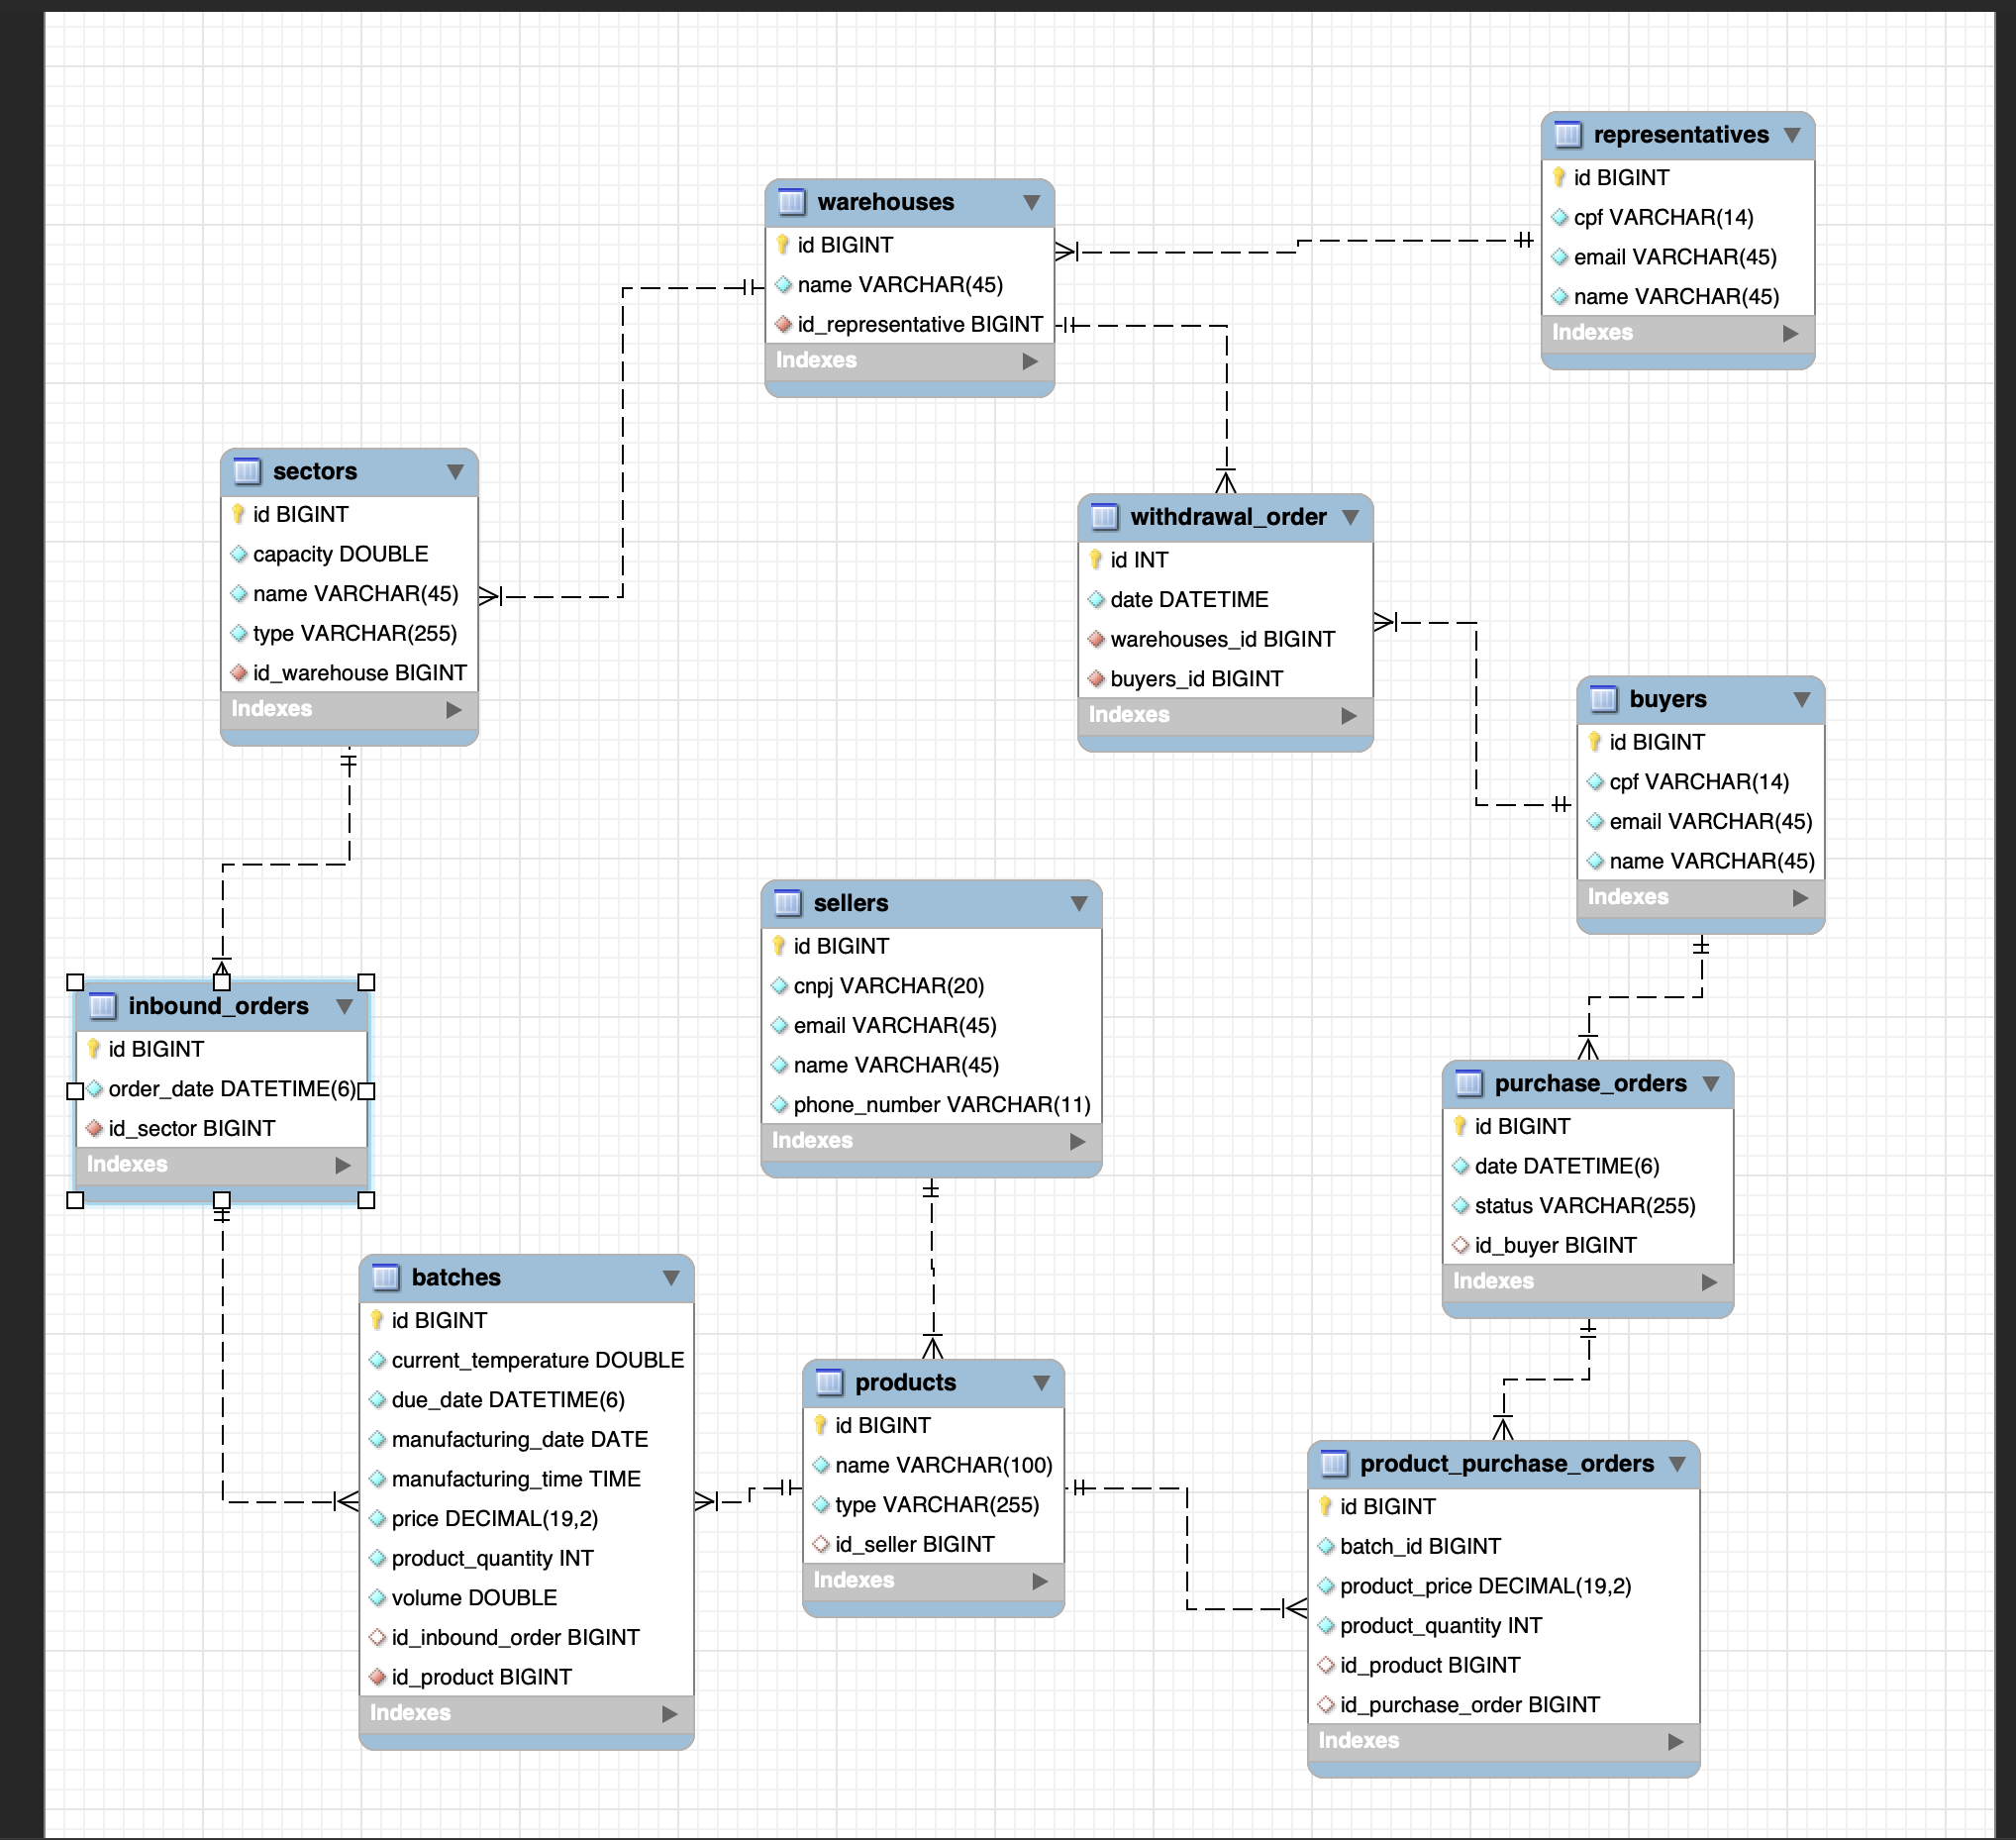 representatives
id BIGINT
cpf VARCHAR(14)
email VARCHAR(45)
name VARCHAR(45)
Indexes
warehouses
id BIGINT
name VARCHAR(45)
id_representative BIGINT
Indexes
sectors
id BIGINT
capacity DOUBLE
name VARCHAR(45)
type VARCHAR(255)
id_warehouse BIGINT
Indexes
withdrawal_order
id INT
date DATETIME
warehouses_id BIGINT
buyers_id BIGINT
Indexes
buyers
id BIGINT
cpf VARCHAR(14)
email VARCHAR(45)
name VARCHAR(45)
Indexes
sellers
id BIGINT
cnpj VARCHAR(20)
email VARCHAR(45)
name VARCHAR(45)
phone_number VARCHAR(11)
Indexes
inbound_orders
id BIGINT
order_date DATETIME(6)
id_sector BIGINT
Indexes
purchase_orders
id BIGINT
date DATETIME(6)
status VARCHAR(255)
id_buyer BIGINT
Indexes
batches
id BIGINT
current_temperature DOUBLE
due_date DATETIME(6)
manufacturing_date DATE
manufacturing_time TIME
price DECIMAL(19,2)
product_quantity INT
volume DOUBLE
id_inbound_order BIGINT
id_product BIGINT
Indexes
products
id BIGINT
name VARCHAR(100)
type VARCHAR(255)
id_seller BIGINT
Indexes
product_purchase_orders
id BIGINT
batch_id BIGINT
product_price DECIMAL(19,2)
product_quantity INT
id_product BIGINT
id_purchase_order BIGINT
Indexes